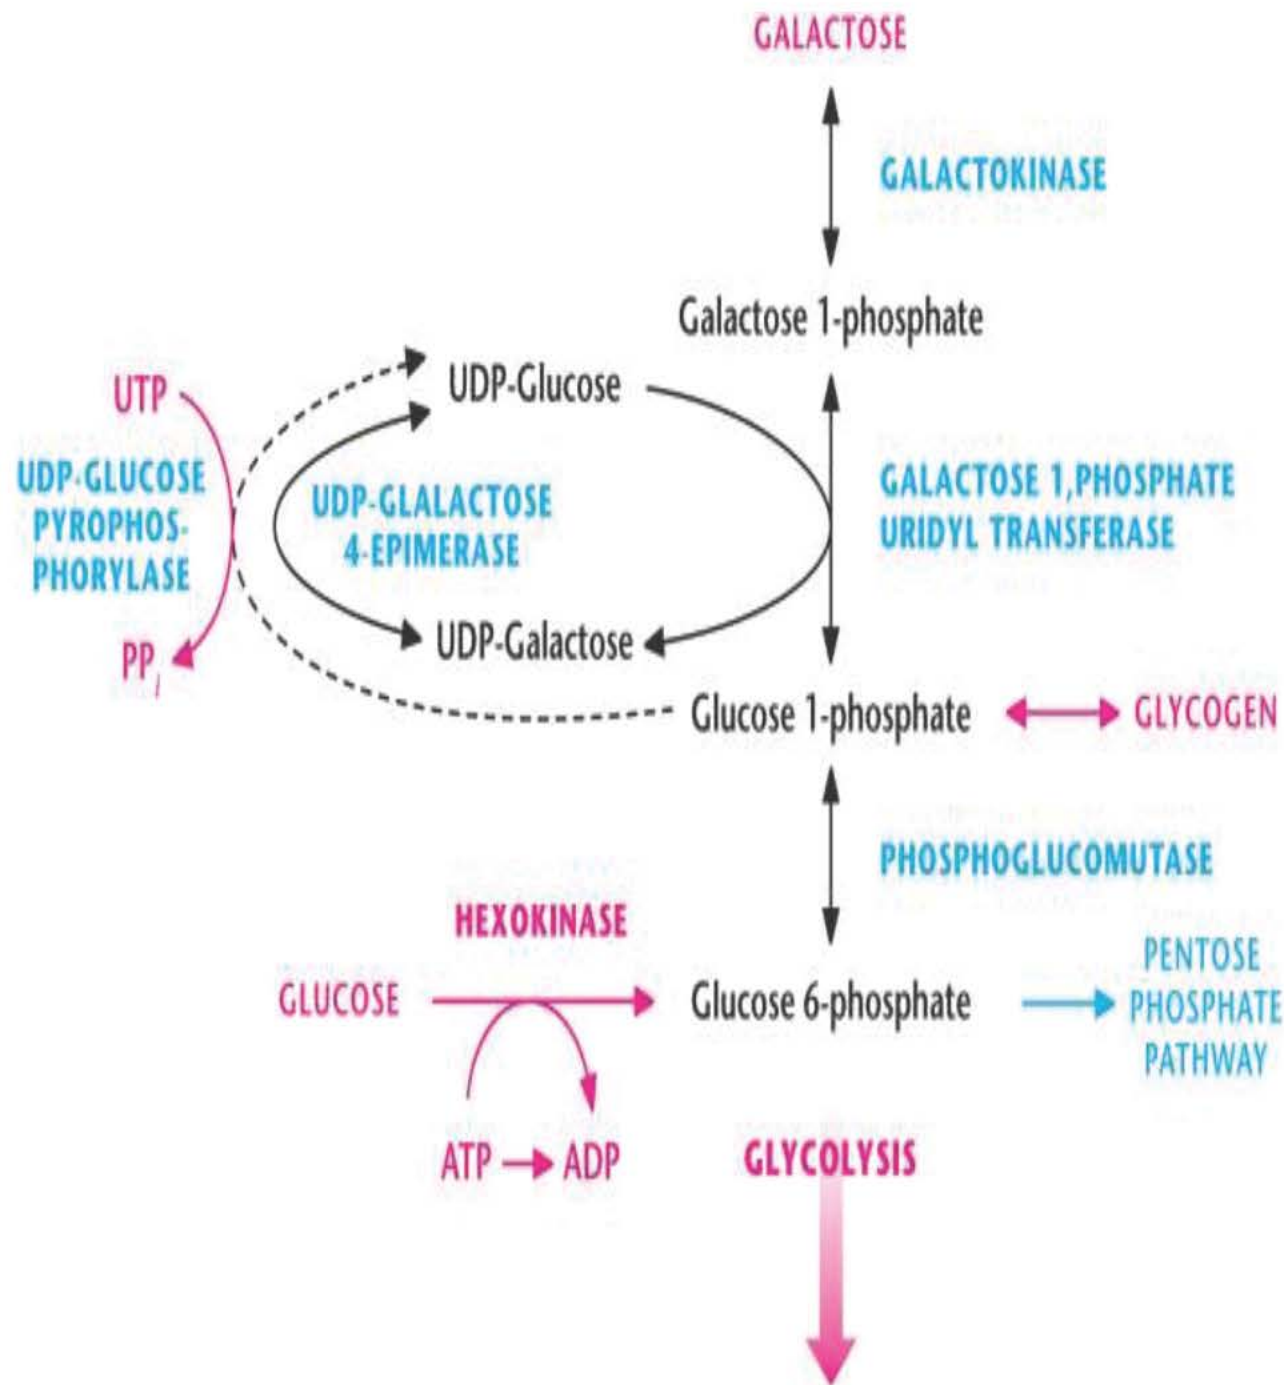 GALACTOSE
GALACTOKINASE
Galactose 1-phosphate
UDP-Glucose
UTP
UDP-GLUCOSE
PYROPHOS-
PHORYLASE
UDP-GLALACTOSE
4-EPIMERASE
GALACTOSE 1,PHOSPHATE
URIDYL TRANSFERASE
PPi
UDP-Galactose
Glucose 1-phosphate
GLYCOGEN
PHOSPHOGLUCOMUTASE
HEXOKINASE
GLUCOSE
Glucose 6-phosphate
PENTOSE
PHOSPHATE
PATHWAY
ATP
ADP
GLYCOLYSIS